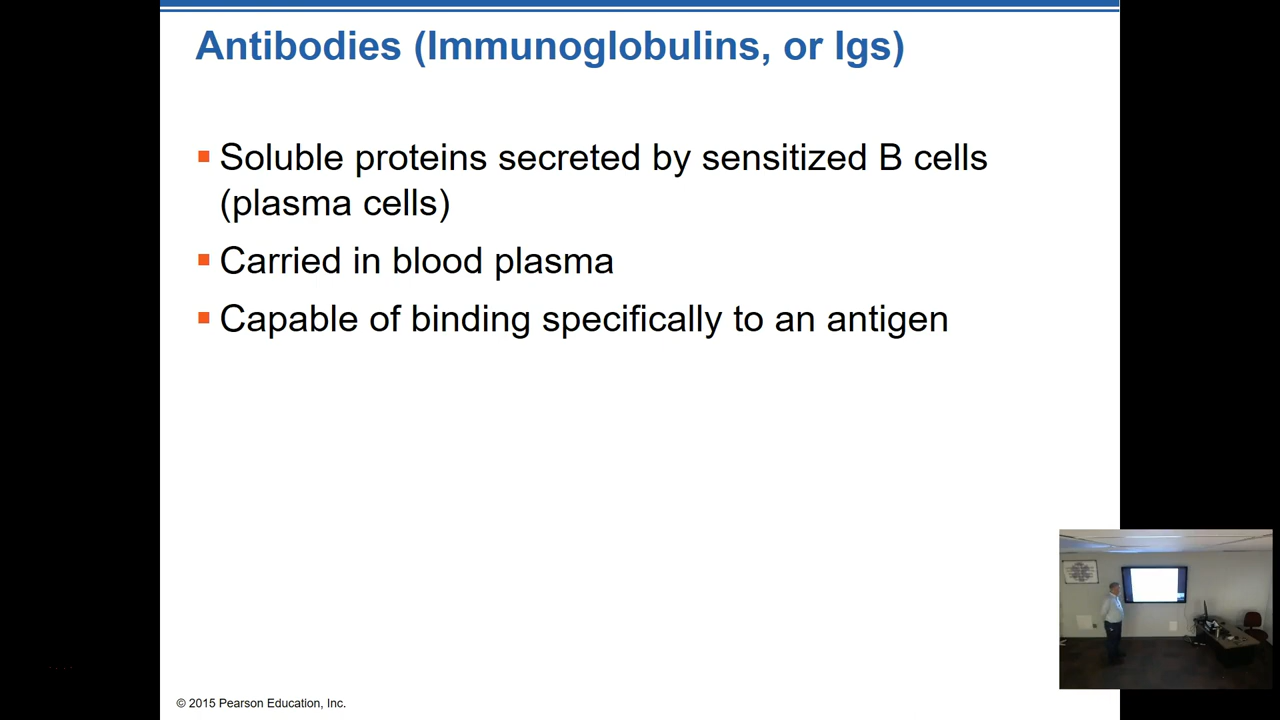 Antibodies (Immunoglobulins, or Igs)
Soluble proteins secreted by sensitized B cells
(plasma cells)
Carried in blood plasma
Capable of binding specifically to an antigen
© 2015 Pearson Education, Inc.